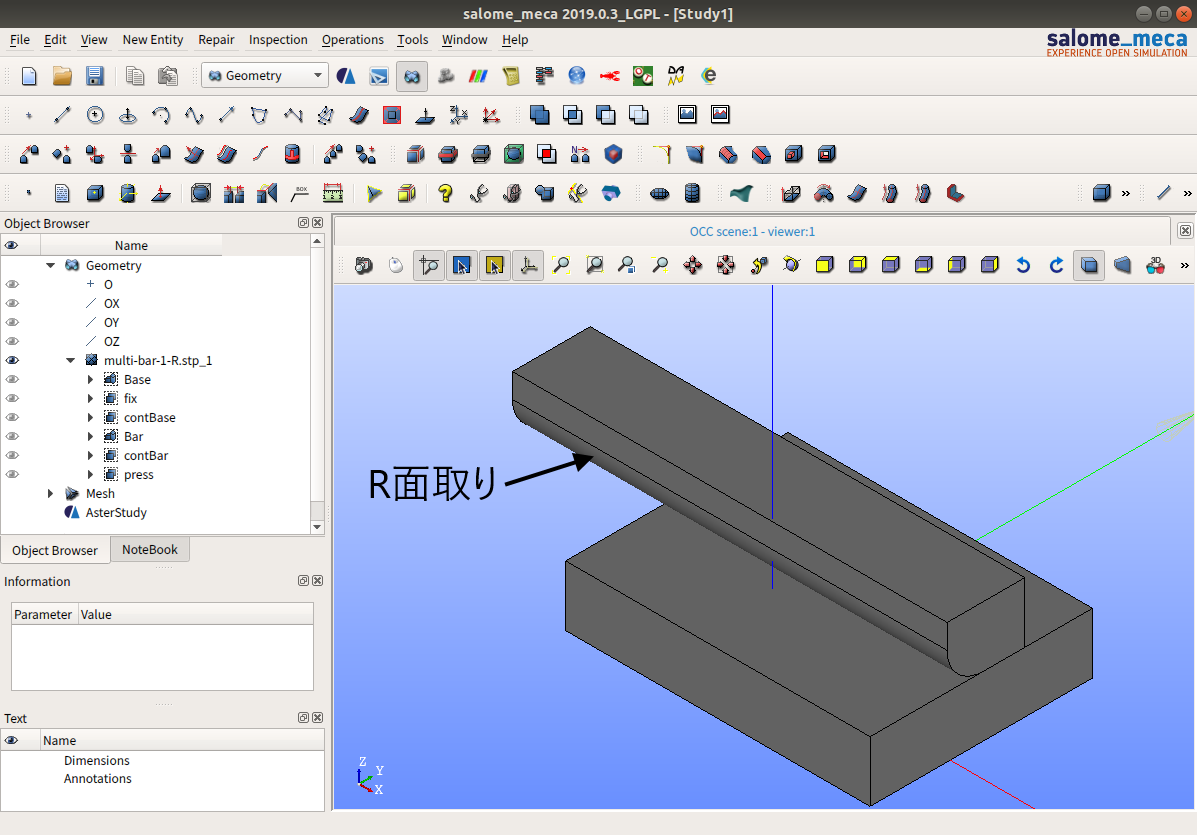 salome_meca 2019.0.3_LGPL - [Study1]
File Edit View New Entity Repair Inspection Operations Tools Window Help
salome_meca
EXPERIENCE OPEN SIMULATION
Geometry
Object Browser
Name
Geometry
O
OX
OY
OZ
multi-bar-1-R.stp_1
Base
fix
contBase
Bar
contBar
press
Mesh
AsterStudy
Object Browser NoteBook
Information
Parameter Value
Text
Name
Dimensions
Annotations
OCC scene:1 - viewer:1
3D
R面取り
Z
Y
X